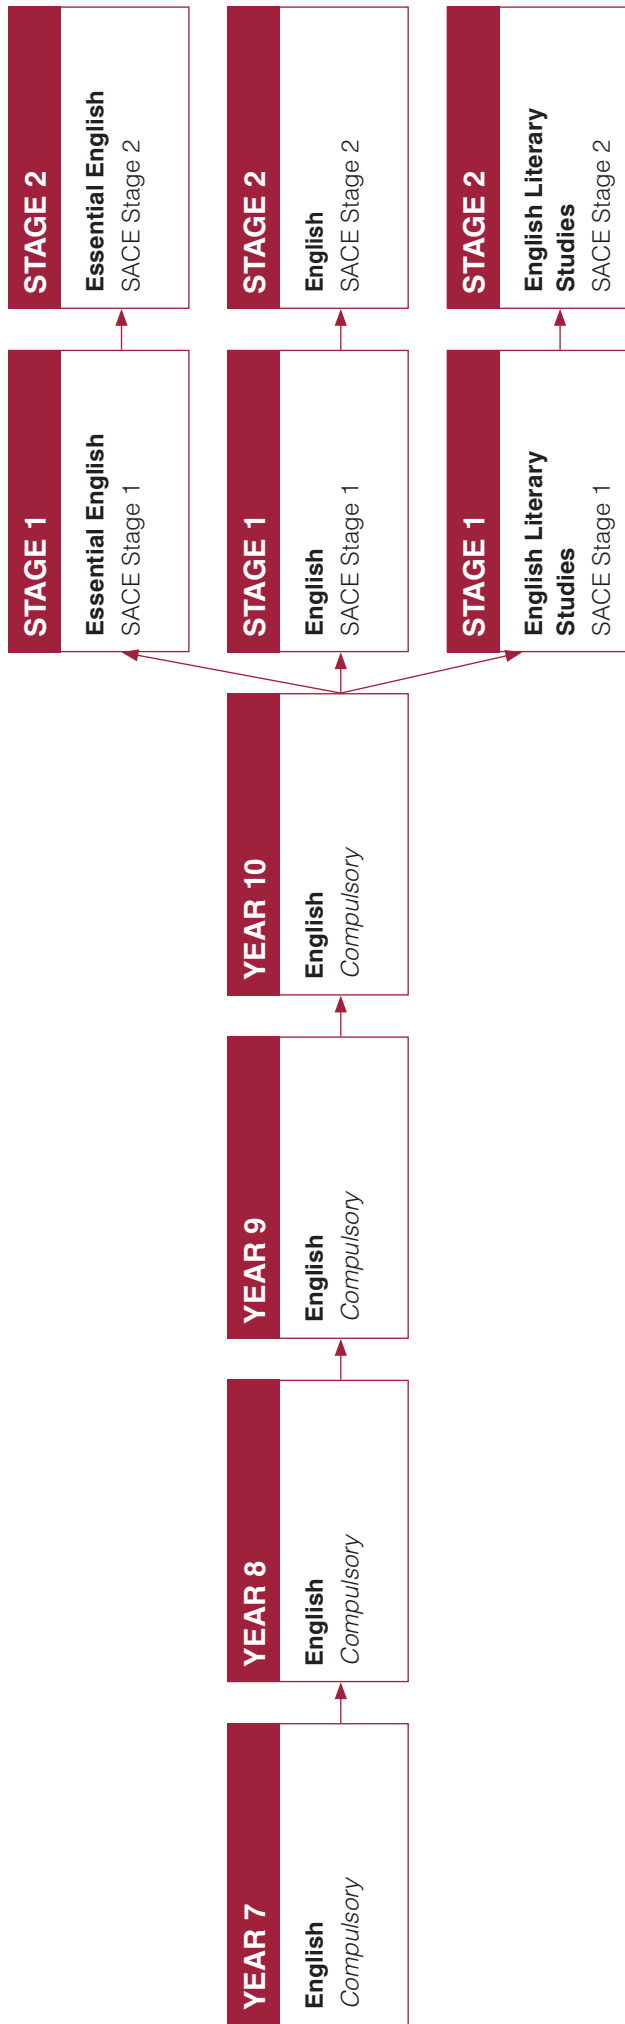 YEAR 7
English
Compulsory
YEAR 8
English
Compulsory
YEAR 9
English
Compulsory
YEAR 10
English
Compulsory
STAGE 1
Essential English
SACE Stage 1
STAGE 2
Essential English
SACE Stage 2
STAGE 1
English
SACE Stage 1
STAGE 2
English
SACE Stage 2
STAGE 1
English Literary
Studies
SACE Stage 1
STAGE 2
English Literary
Studies
SACE Stage 2